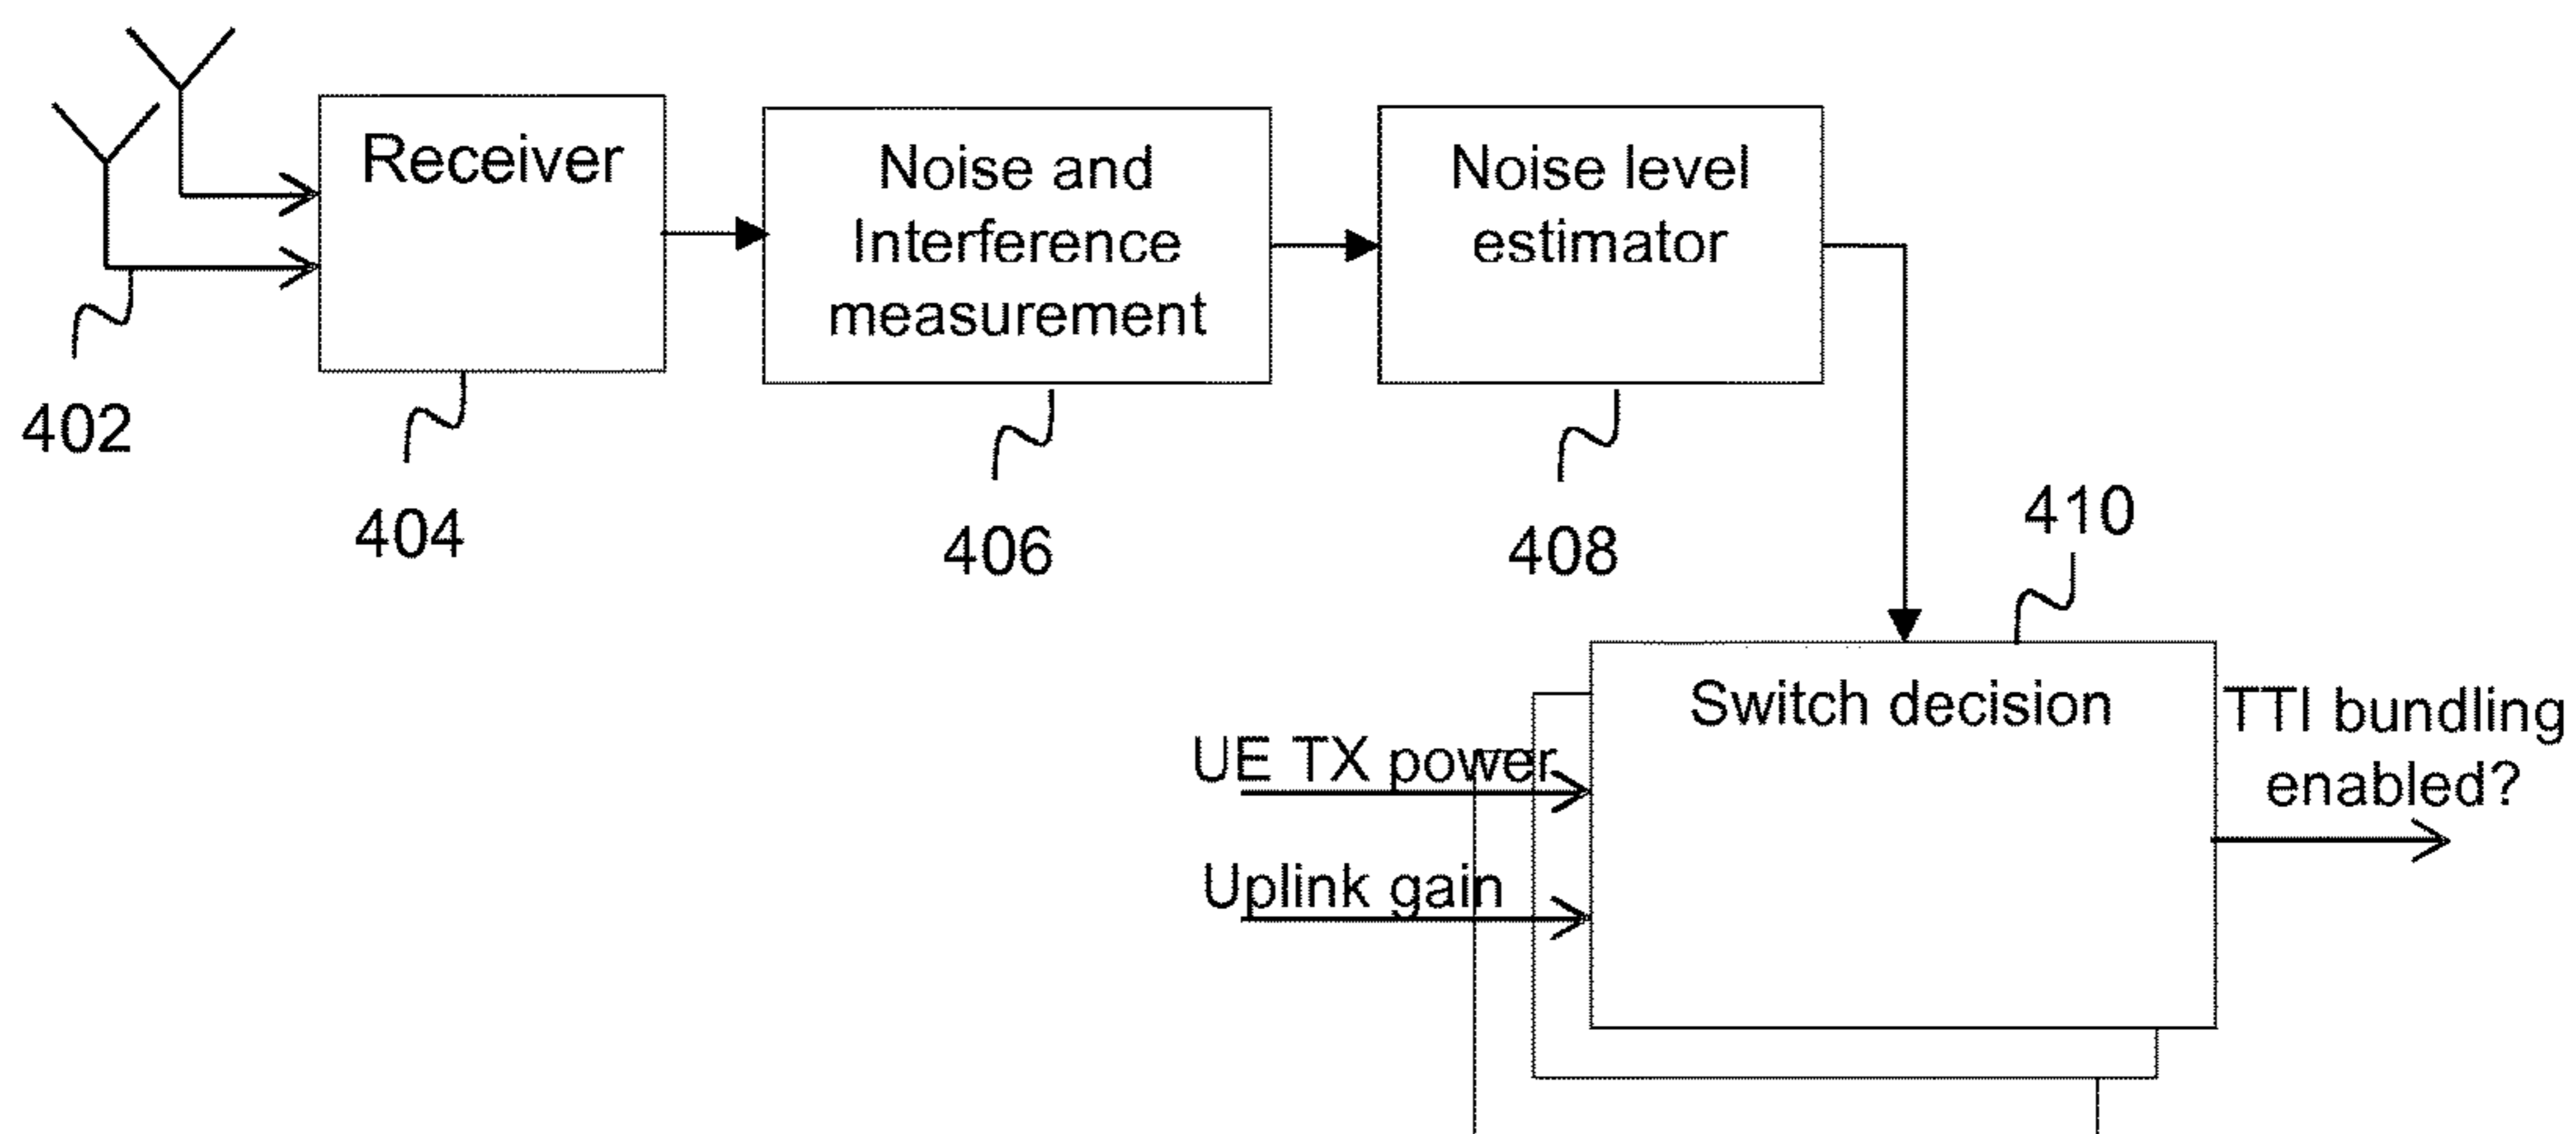 Receiver
Noise and
Interference
measurement
Noise level
estimator
402
404
406
408
410
Switch decision
UE TX power
Uplink gain
TTI bundling
enabled?